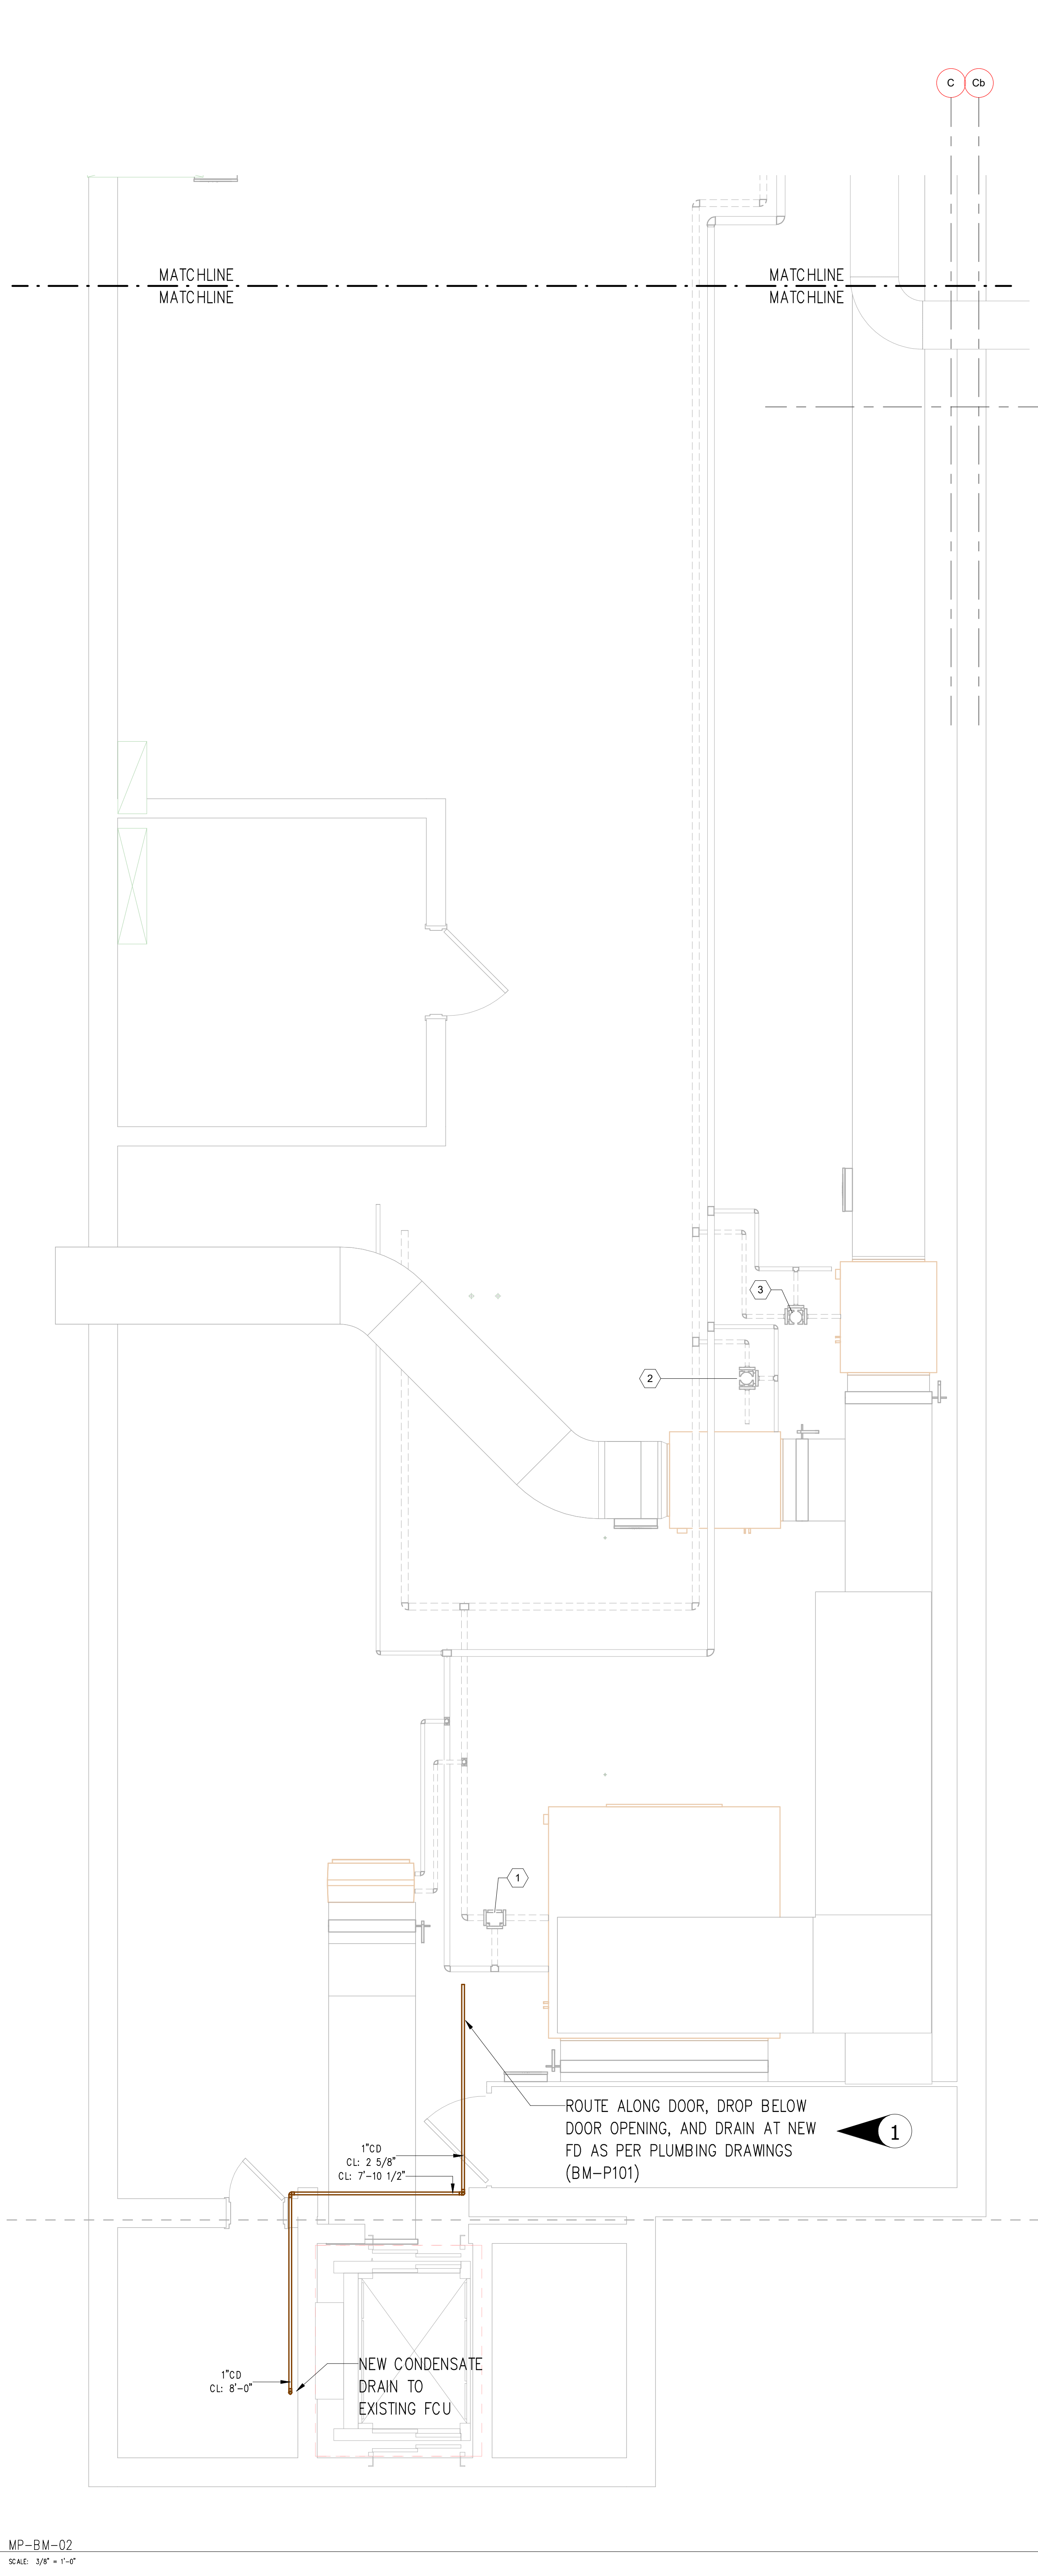 C
Cb
MATCHLINE
MATCHLINE
MATCHLINE
MATCHLINE
3
2
1
ROUTE ALONG DOOR, DROP BELOW
DOOR OPENING, AND DRAIN AT NEW
FD AS PER PLUMBING DRAWINGS
(BM-P101)
1
1"CD
CL: 2 5/8"
CL: 7'-10 1/2"
NEW CONDENSATE
DRAIN TO
EXISTING FCU
1"CD
CL: 8'-0"
MP-BM-02
SCALE: 3/8" = 1'-0"